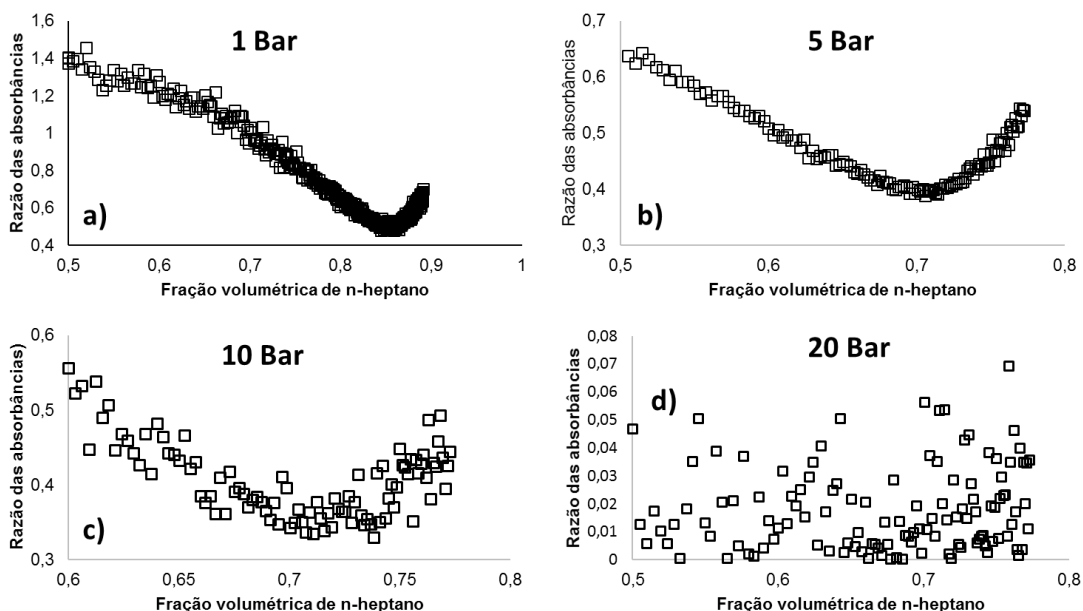 1 Bar
a)
Razão das absorbâncias
1,6
1,4
1,2
1
0,8
0,6
0,4
0,5
0,6
0,7
0,8
0,9
1
Fração volumétrica de n-heptano
5 Bar
b)
Razão das absorbâncias
0,7
0,6
0,5
0,4
0,3
0,5
0,6
0,7
0,8
Fração volumétrica de n-heptano
10 Bar
c)
Razão das absorbâncias)
0,6
0,5
0,4
0,3
0,6
0,65
0,7
0,75
0,8
Fração volumétrica de n-heptano
20 Bar
d)
Razão das absorbâncias
0,08
0,07
0,06
0,05
0,04
0,03
0,02
0,01
0
0,5
0,6
0,7
0,8
Fração volumétrica de n-heptano